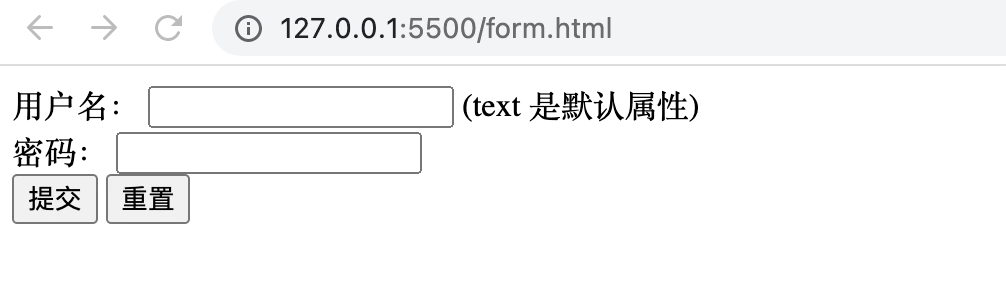 127.0.0.1:5500/form.html
用户名： (text 是默认属性)
密码：
提交 重置